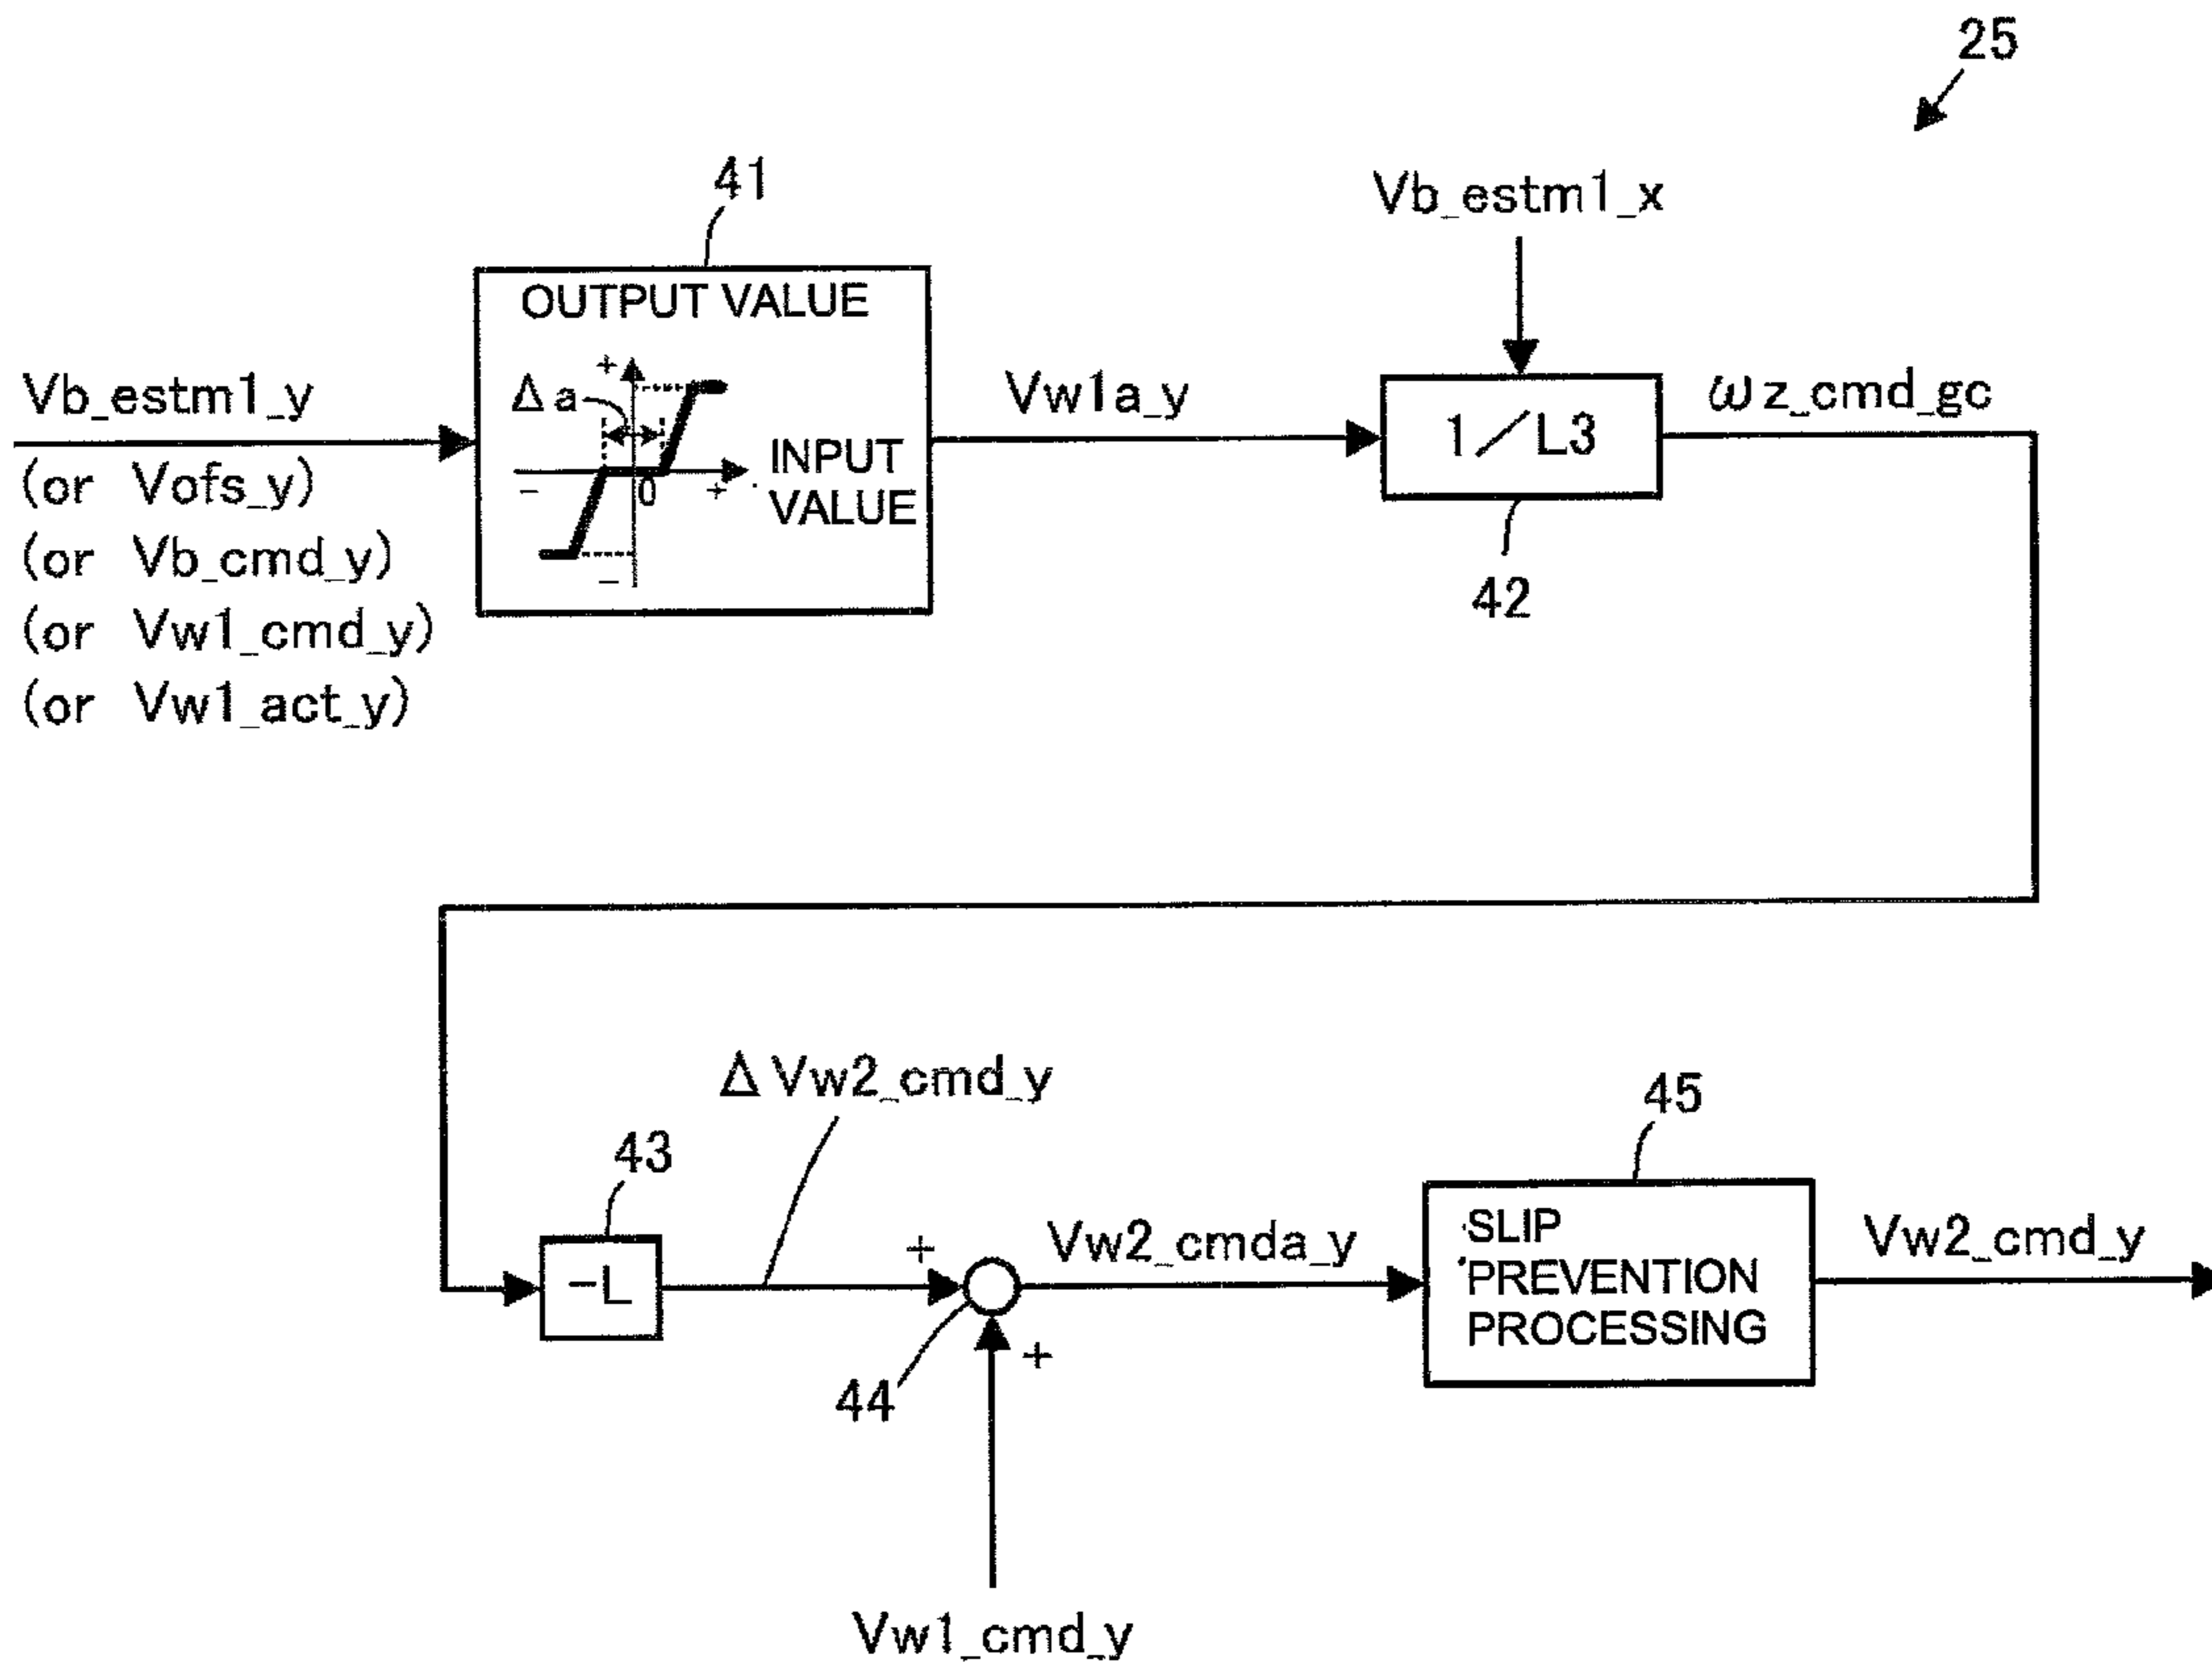 25
41
Vb_estm1_x
OUTPUT VALUE
+
Δa
INPUT
VALUE
-
0
+
-
Vb_estm1_y
(or Vofs_y)
(or Vb_cmd_y)
(or Vw1_cmd_y)
(or Vw1_act_y)
Vw1a_y
1/L3
ωz_cmd_gc
42
ΔVw2_cmd_y
43
45
-L
+
Vw2_cmda_y
SLIP
PREVENTION
PROCESSING
Vw2_cmd_y
44
+
Vw1_cmd_y